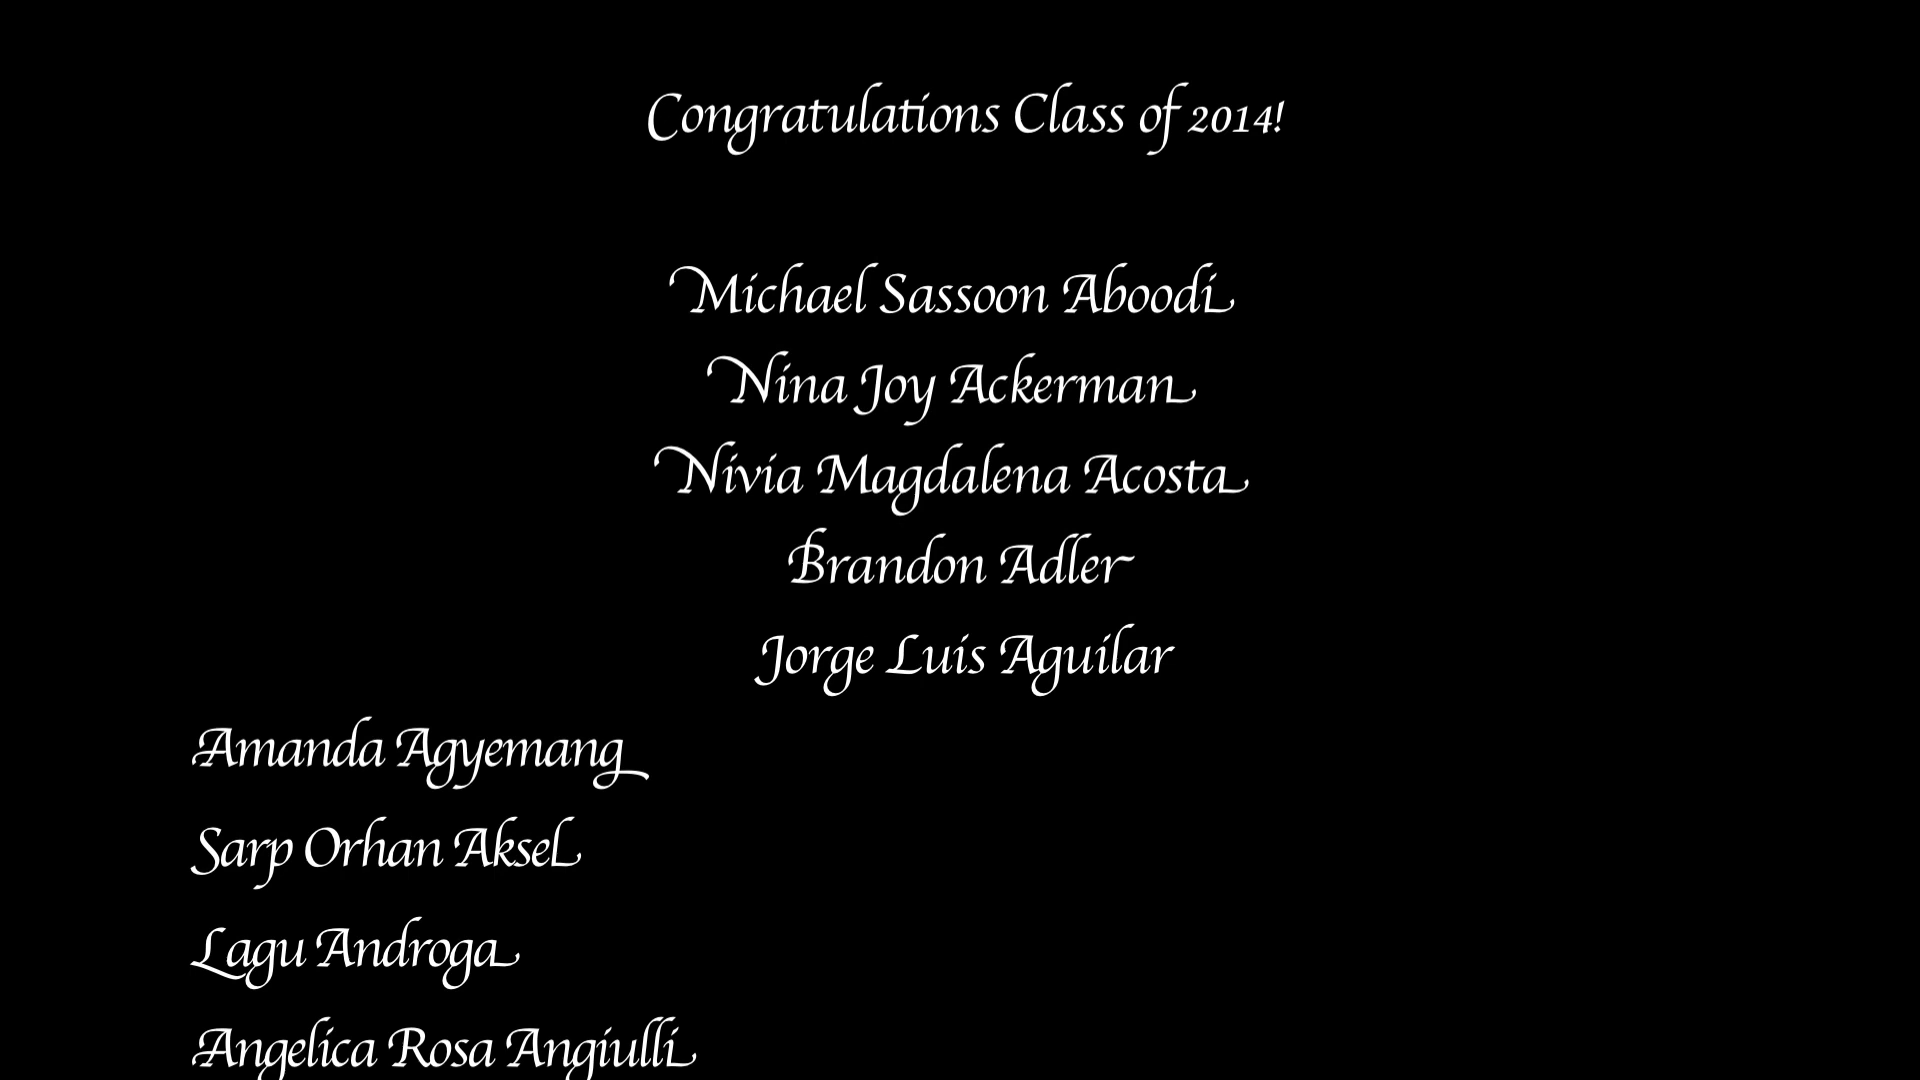 Congratulations Class of 2014!
Michael Sassoon Aboodi
Nina Joy Ackerman
Nivia Magdalena Acosta
Brandon Adler
Jorge Luis Aguilar
Amanda Agyemang
Sarp Orhan Aksel
Lagu Androga
Angelica Rosa Angiulli